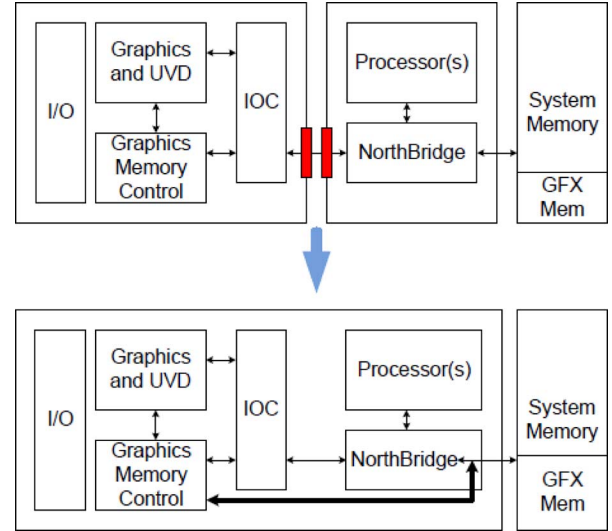 Graphics
and UVD
I/O
IOC
Graphics
Memory
Control
Processor(s)
NorthBridge
System
Memory
GFX
Mem
Graphics
and UVD
I/O
IOC
Graphics
Memory
Control
Processor(s)
NorthBridge
System
Memory
GFX
Mem